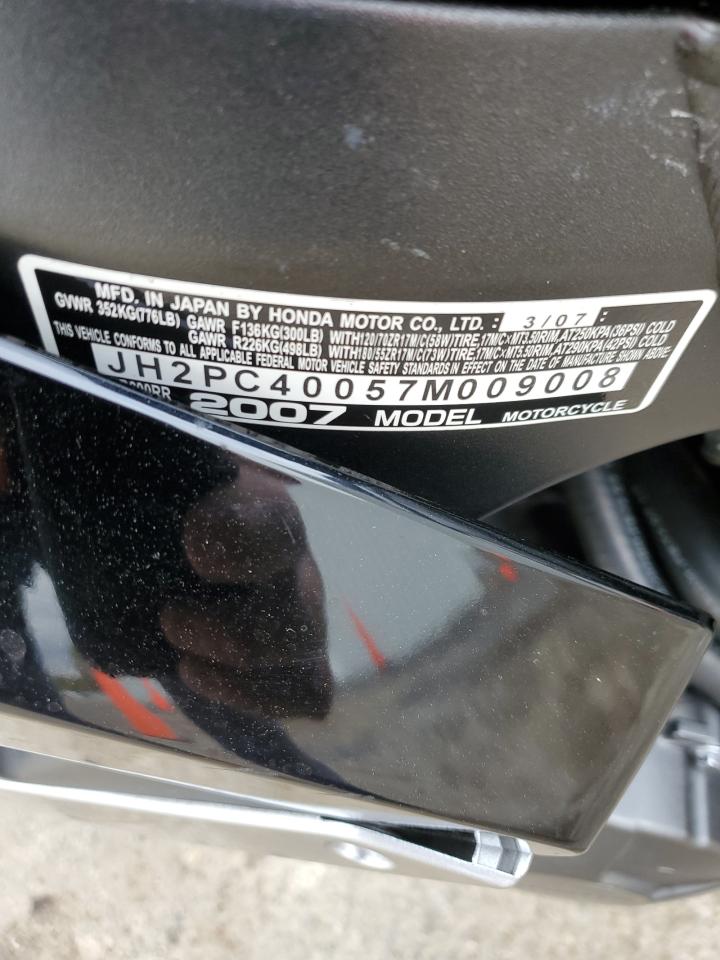 MFD. IN JAPAN BY HONDA MOTOR CO., LTD. : 3/07 :
GVWR 352KG(776LB) GAWR F136KG(300LB) WITH120/70ZR17M/C(58W)TIRE,17M/C×MT3.50RIM,AT250KPA(36PSI) COLD
GAWR R226KG(498LB) WITH180/55ZR17M/C(73W)TIRE,17M/C×MT5.50RIM,AT290KPA(42PSI) COLD
THIS VEHICLE CONFORMS TO ALL APPLICABLE FEDERAL MOTOR VEHICLE SAFETY STANDARDS IN EFFECT ON THE DATE OF MANUFACTURE SHOWN ABOVE.
JH2PC40057M009008
2007 MODEL MOTORCYCLE